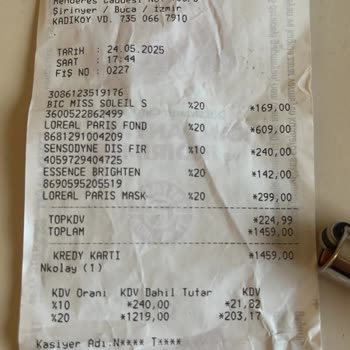 Menderes Caddesi No:
Şirinyer / Buca / İzmir
KADIKÖY VD. 735 066 7910
TARİH : 24.05.2025
SAAT : 17:44
FİŞ NO : 0227
3086123519176
BIC MISS SOLEIL S %20 *169,00
3600522862499
LOREAL PARIS FOND %20 *609,00
8681291004209
SENSODYNE DIS FIR %10 *240,00
4059729404725
ESSENCE BRIGHTEN %20 *142,00
8690595205519
LOREAL PARIS MASK %20 *299,00
TOPKDV *224,99
TOPLAM *1459,00
KREDY KARTI *1459,00
Nkolay (1)
KDV Oranı KDV Dahil Tutar KDV
%10 *240,00 *21,82
%20 *1219,00 *203,17
Kasiyer Adı:N**** T****